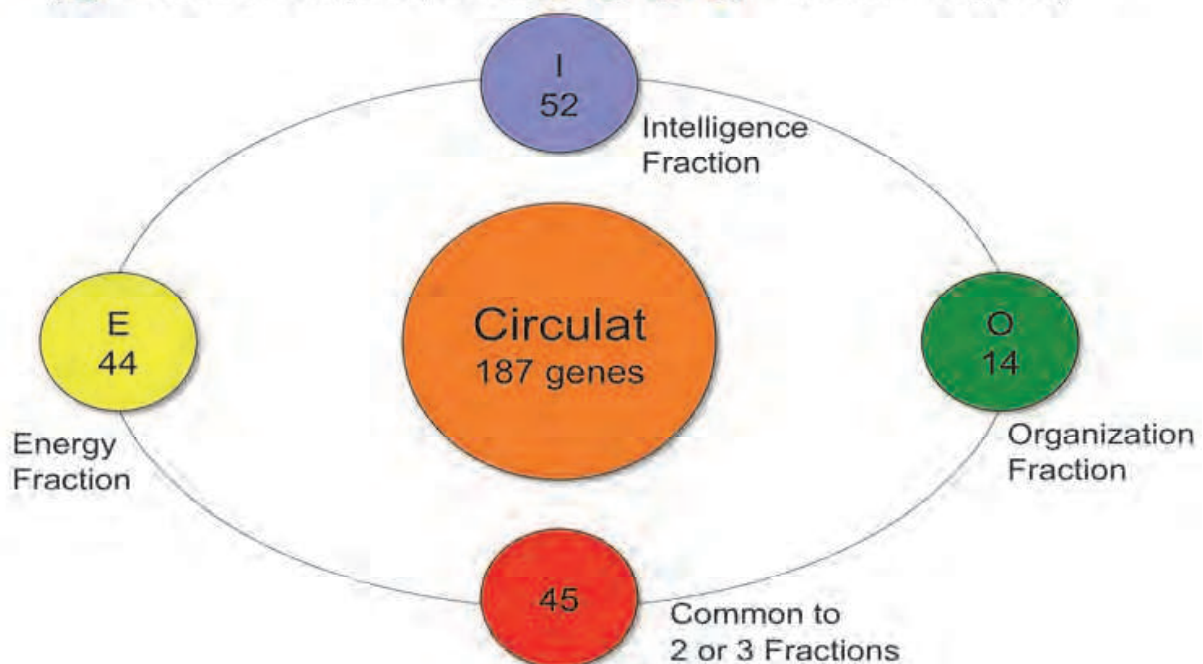 I
52
Intelligence
Fraction
E
44
Energy
Fraction
Circulat
187 genes
O
14
Organization
Fraction
45
Common to
2 or 3 Fractions